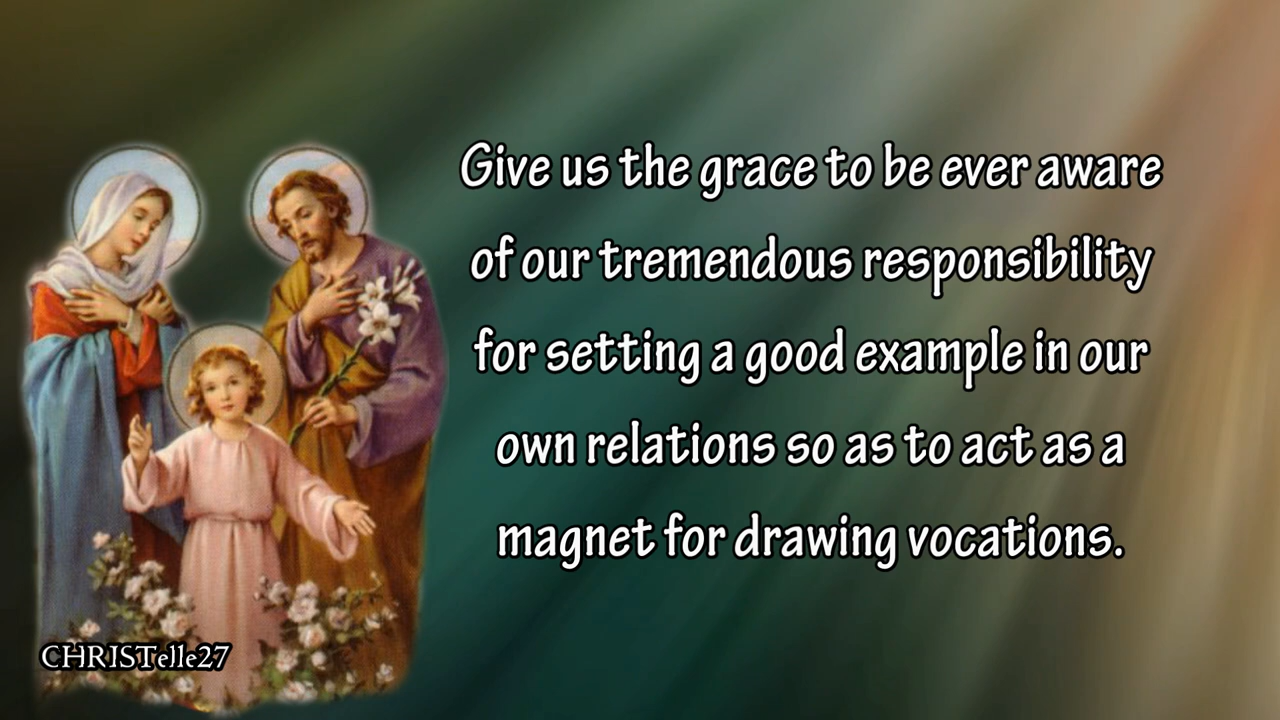 Give us the grace to be ever aware
of our tremendous responsibility
for setting a good example in our
own relations so as to act as a
magnet for drawing vocations.
CHRISTelle27